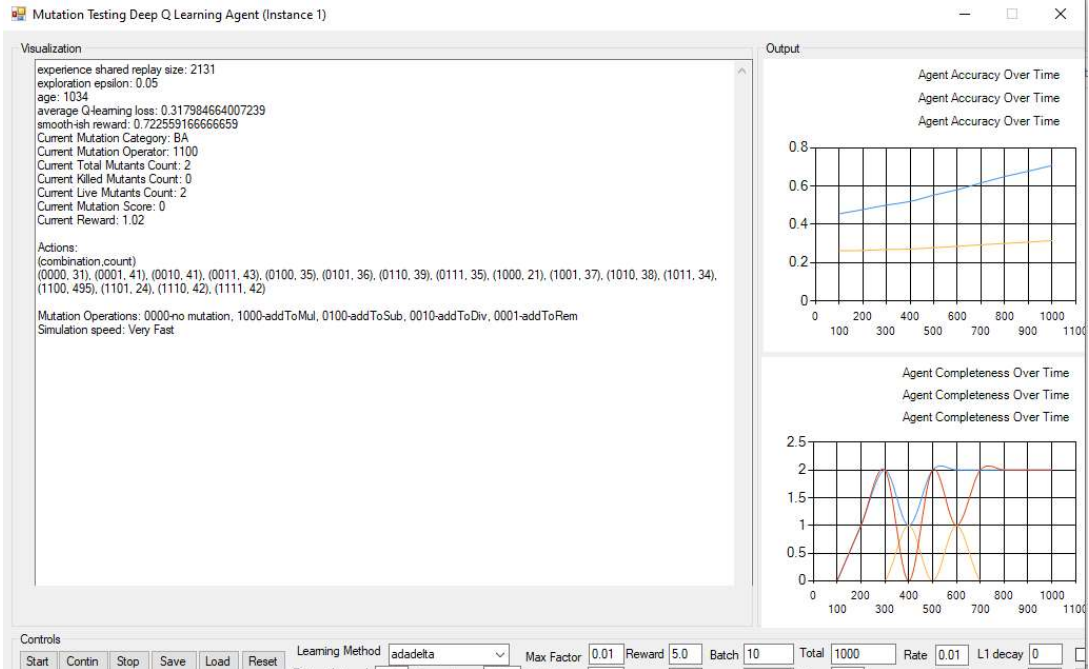 Mutation Testing Deep Q Learning Agent (Instance 1)
Visualization
experience shared replay size: 2131
exploration epsilon: 0.05
age: 1034
average Q-learning loss: 0.317984664007239
smooth-ish reward: 0.722559166666659
Current Mutation Category: BA
Current Mutation Operator: 1100
Current Total Mutants Count: 2
Current Killed Mutants Count: 0
Current Live Mutants Count: 2
Current Mutation Score: 0
Current Reward: 1.02
Actions:
(combination,count)
(0000, 31), (0001, 41), (0010, 41), (0011, 43), (0100, 35), (0101, 36), (0110, 39), (0111, 35), (1000, 21), (1001, 37), (1010, 38), (1011, 34),
(1100, 495), (1101, 24), (1110, 42), (1111, 42)
Mutation Operations: 0000-no mutation, 1000-addToMul, 0100-addToSub, 0010-addToDiv, 0001-addToRem
Simulation speed: Very Fast
Output
Agent Accuracy Over Time
Agent Accuracy Over Time
Agent Accuracy Over Time
0.8
0.6
0.4
0.2
0
0 200 400 600 800 1000
100 300 500 700 900 1100
Agent Completeness Over Time
Agent Completeness Over Time
Agent Completeness Over Time
2.5
2
1.5
1
0.5
0
0 200 400 600 800 1000
100 300 500 700 900 1100
Controls
Start Contin Stop Save Load Reset Learning Method adadelta Max Factor 0.01 Reward 5.0 Batch 10 Total 1000 Rate 0.01 L1 decay 0